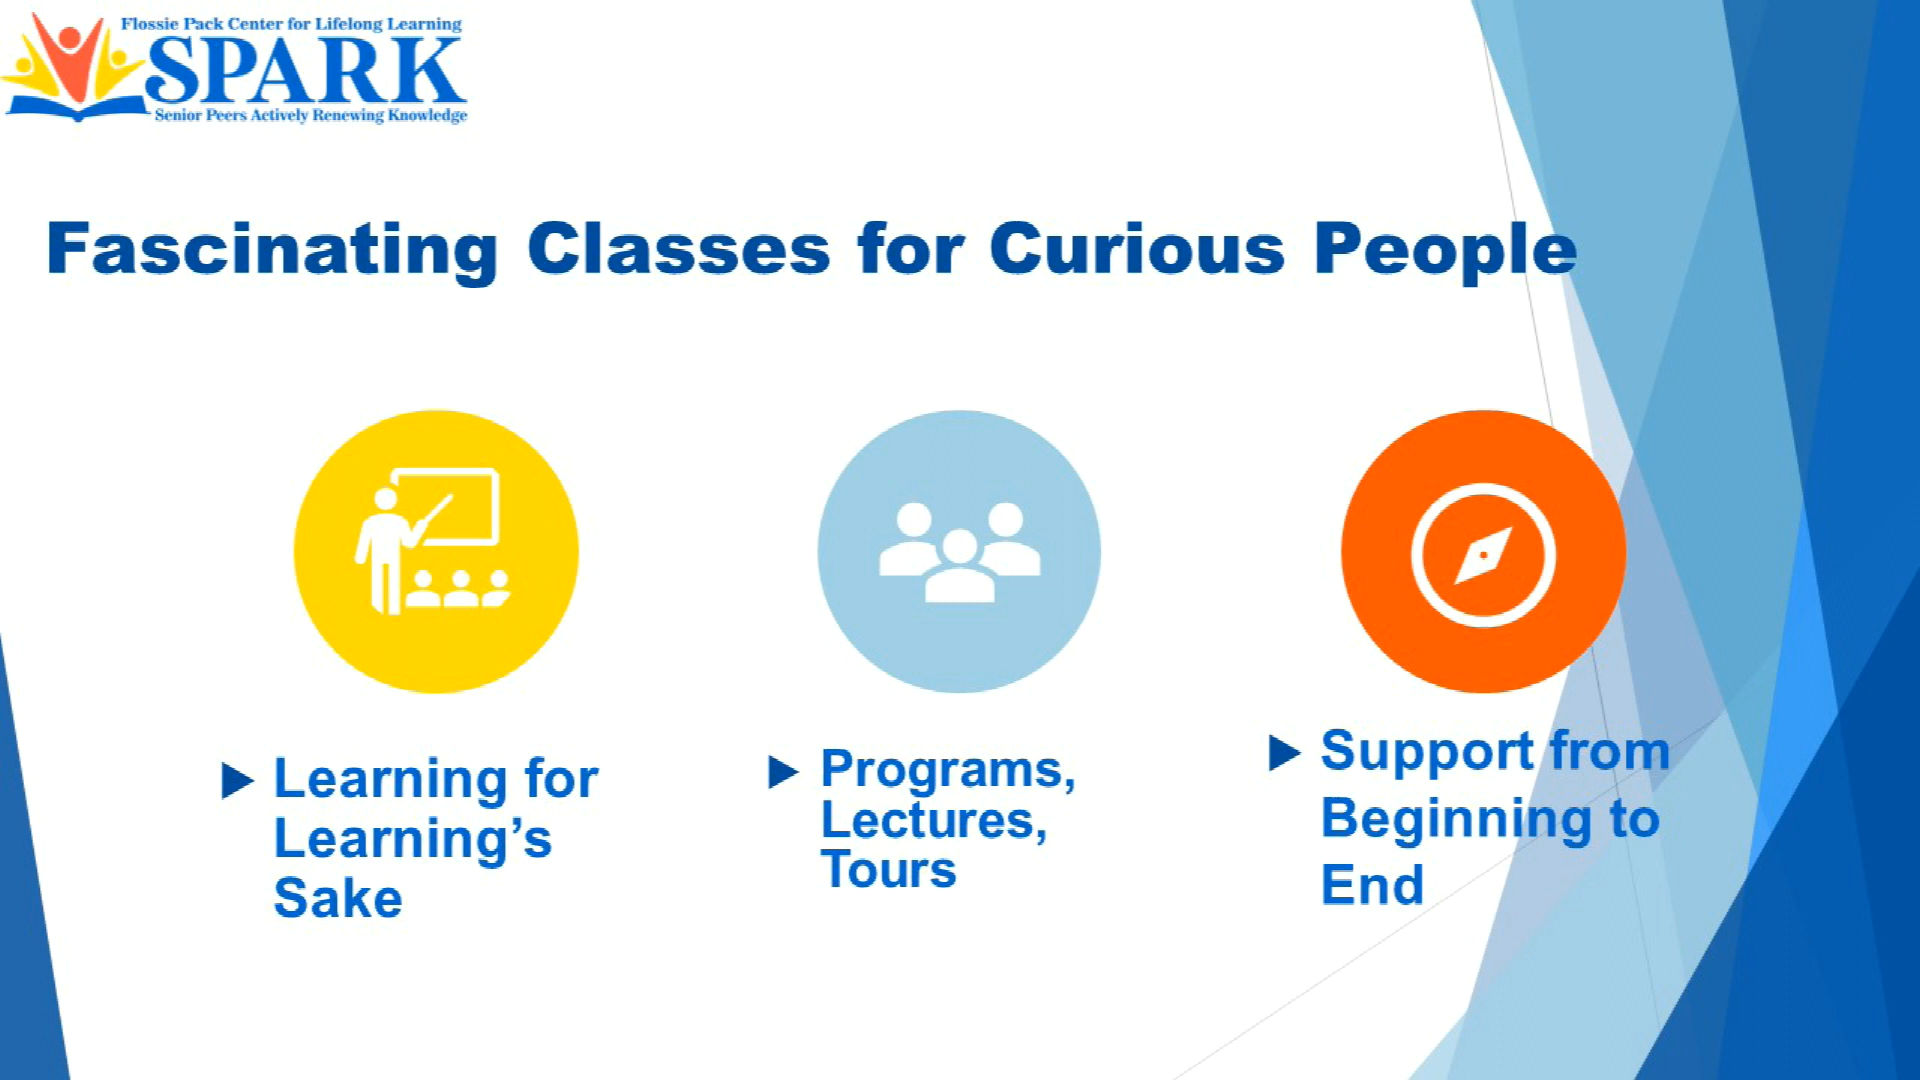 Flossie Pack Center for Lifelong Learning
SPARK
Senior Peers Actively Renewing Knowledge
Fascinating Classes for Curious People
Learning for
Learning’s
Sake
Programs,
Lectures,
Tours
Support from
Beginning to
End